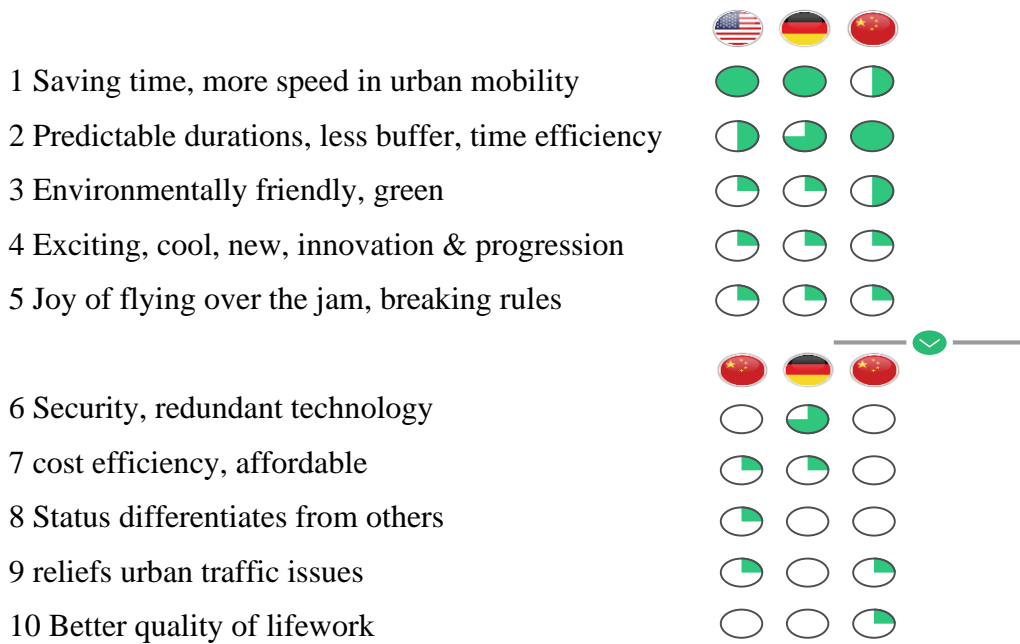 1 Saving time, more speed in urban mobility
2 Predictable durations, less buffer, time efficiency
3 Environmentally friendly, green
4 Exciting, cool, new, innovation & progression
5 Joy of flying over the jam, breaking rules
6 Security, redundant technology
7 cost efficiency, affordable
8 Status differentiates from others
9 reliefs urban traffic issues
10 Better quality of lifework